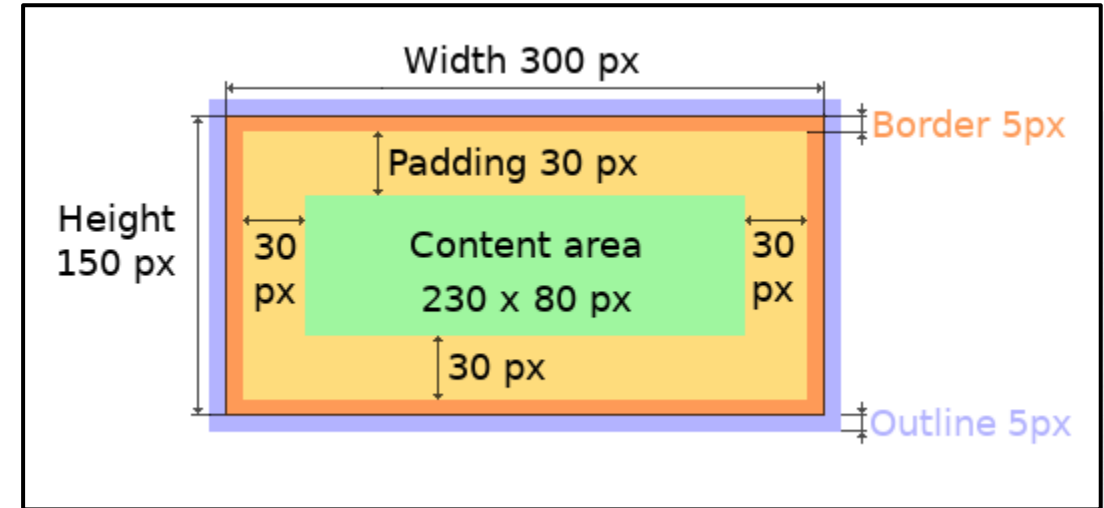 Width 300 px
Border 5px
Padding 30 px
Height
150 px
30
px
Content area
230 x 80 px
30
px
30 px
Outline 5px